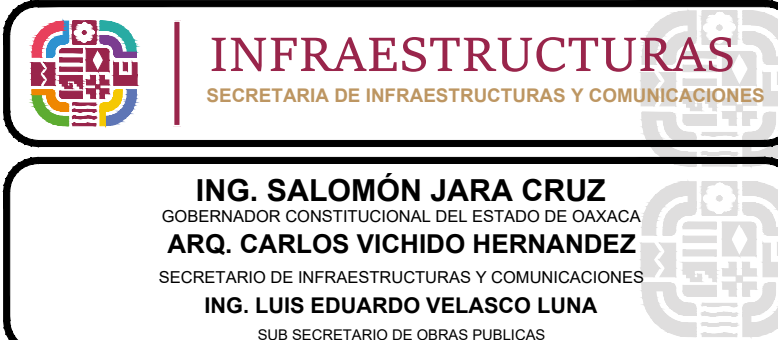 INFRAESTRUCTURAS
SECRETARIA DE INFRAESTRUCTURAS Y COMUNICACIONES
ING. SALOMÓN JARA CRUZ
GOBERNADOR CONSTITUCIONAL DEL ESTADO DE OAXACA
ARQ. CARLOS VICHIDO HERNANDEZ
SECRETARIO DE INFRAESTRUCTURAS Y COMUNICACIONES
ING. LUIS EDUARDO VELASCO LUNA
SUB SECRETARIO DE OBRAS PUBLICAS